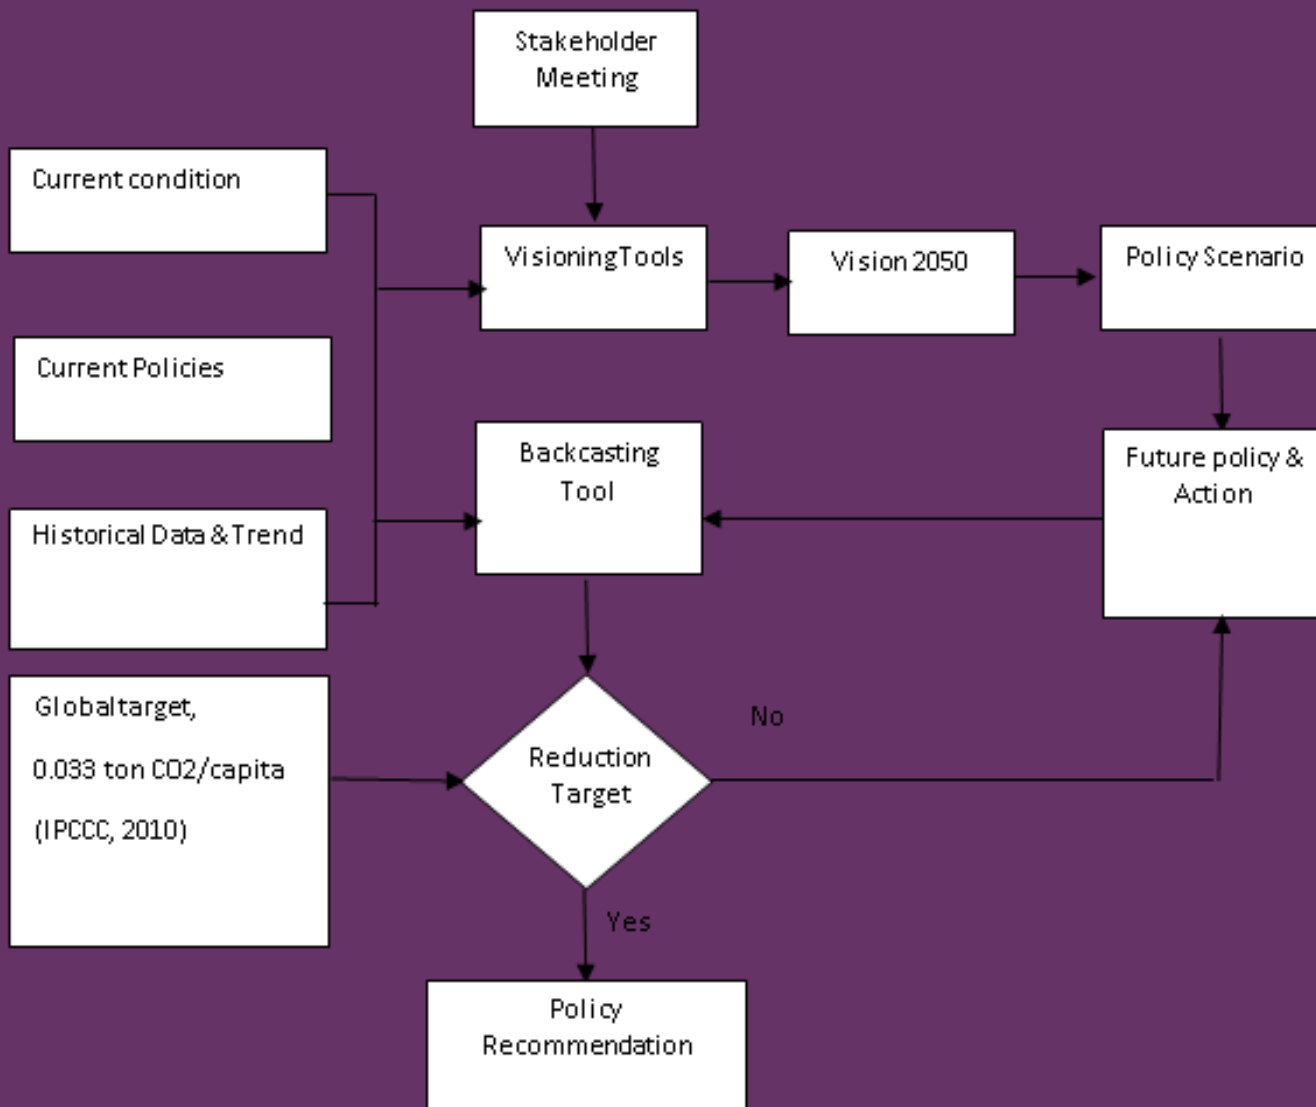 Stakeholder
Meeting
Current condition
Visioning Tools
Vision 2050
Policy Scenario
Current Policies
Backcasting
Tool
Future policy &
Action
Historical Data & Trend
Global target,
0.033 ton CO2/capita
(IPCCC, 2010)
Reduction
Target
No
Yes
Policy
Recommendation